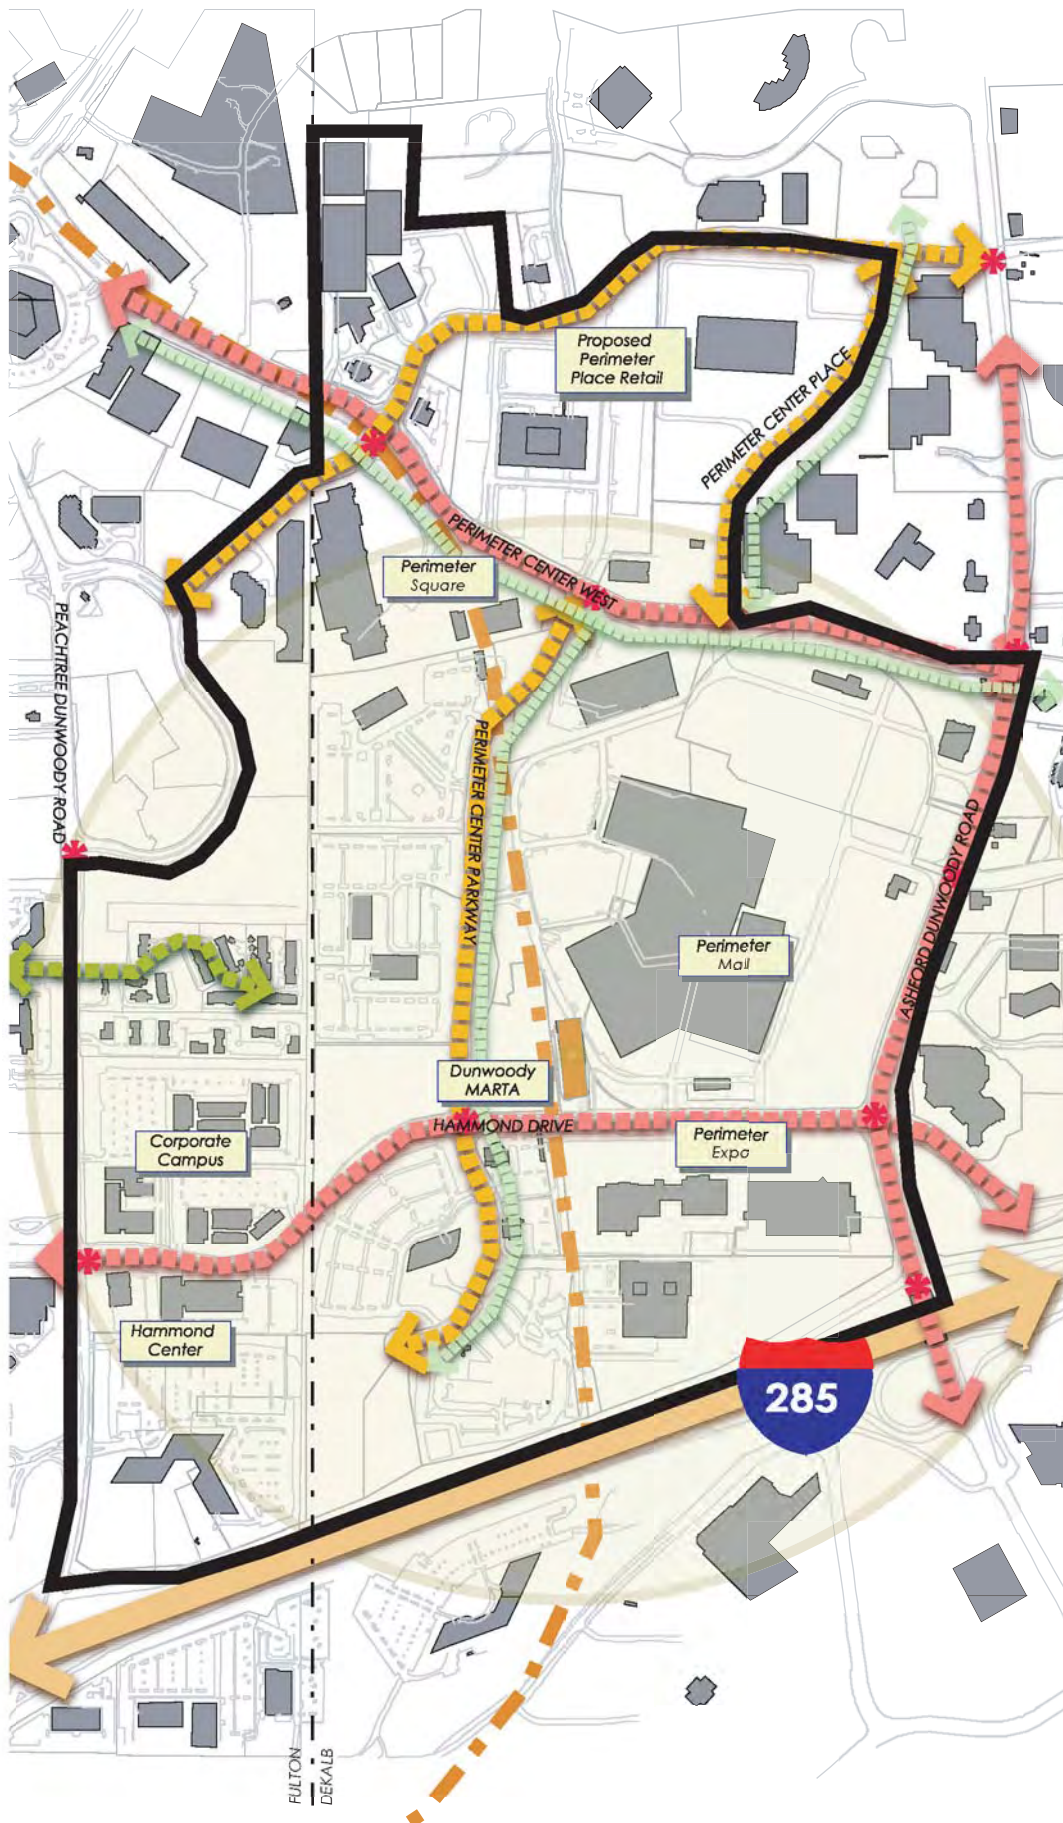 Proposed
Perimeter
Place Retail
PERIMETER CENTER PLACE
PERIMETER CENTER WEST
Perimeter
Square
PEACHTREE DUNWOODY ROAD
PERIMETER CENTER PARKWAY
ASHFORD DUNWOODY ROAD
Perimeter
Mall
Dunwoody
MARTA
HAMMOND DRIVE
Corporate
Campus
Perimeter
Expo
Hammond
Center
285
FULTON
DEKALB